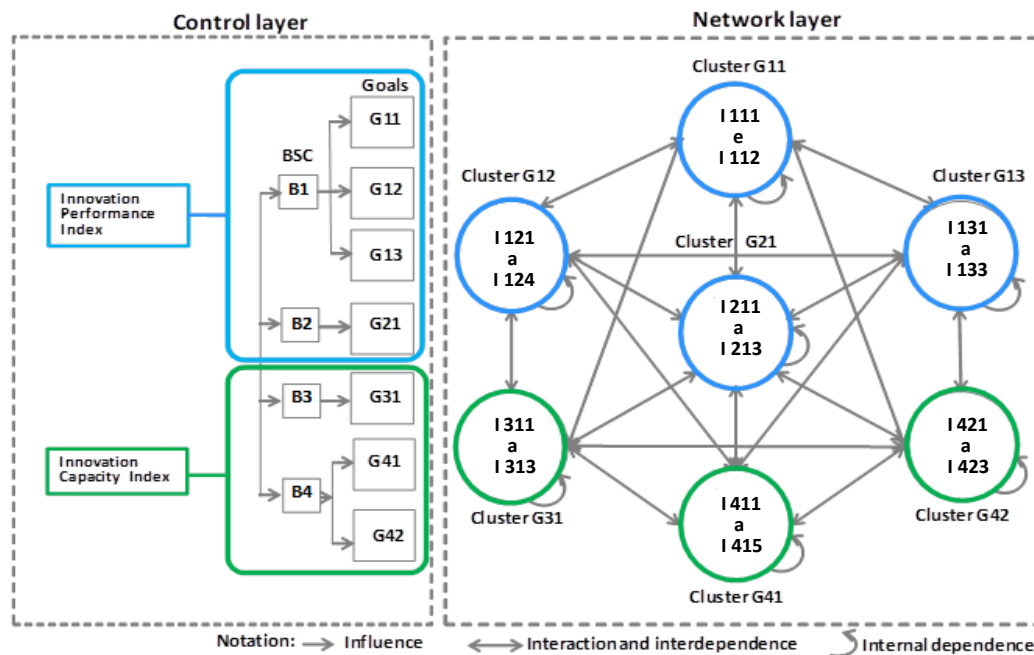 Control layer
Network layer
Goals
BSC
Innovation
Performance
Index
Innovation
Capacity Index
B1
B2
B3
B4
G11
G12
G13
G21
G31
G41
G42
Cluster G11
I 111
e
I 112
Cluster G12
I 121
a
I 124
Cluster G13
I 131
a
I 133
Cluster G21
I 211
a
I 213
I 311
a
I 313
Cluster G31
I 411
a
I 415
Cluster G41
I 421
a
I 423
Cluster G42
Notation: Influence Interaction and interdependence Internal dependence